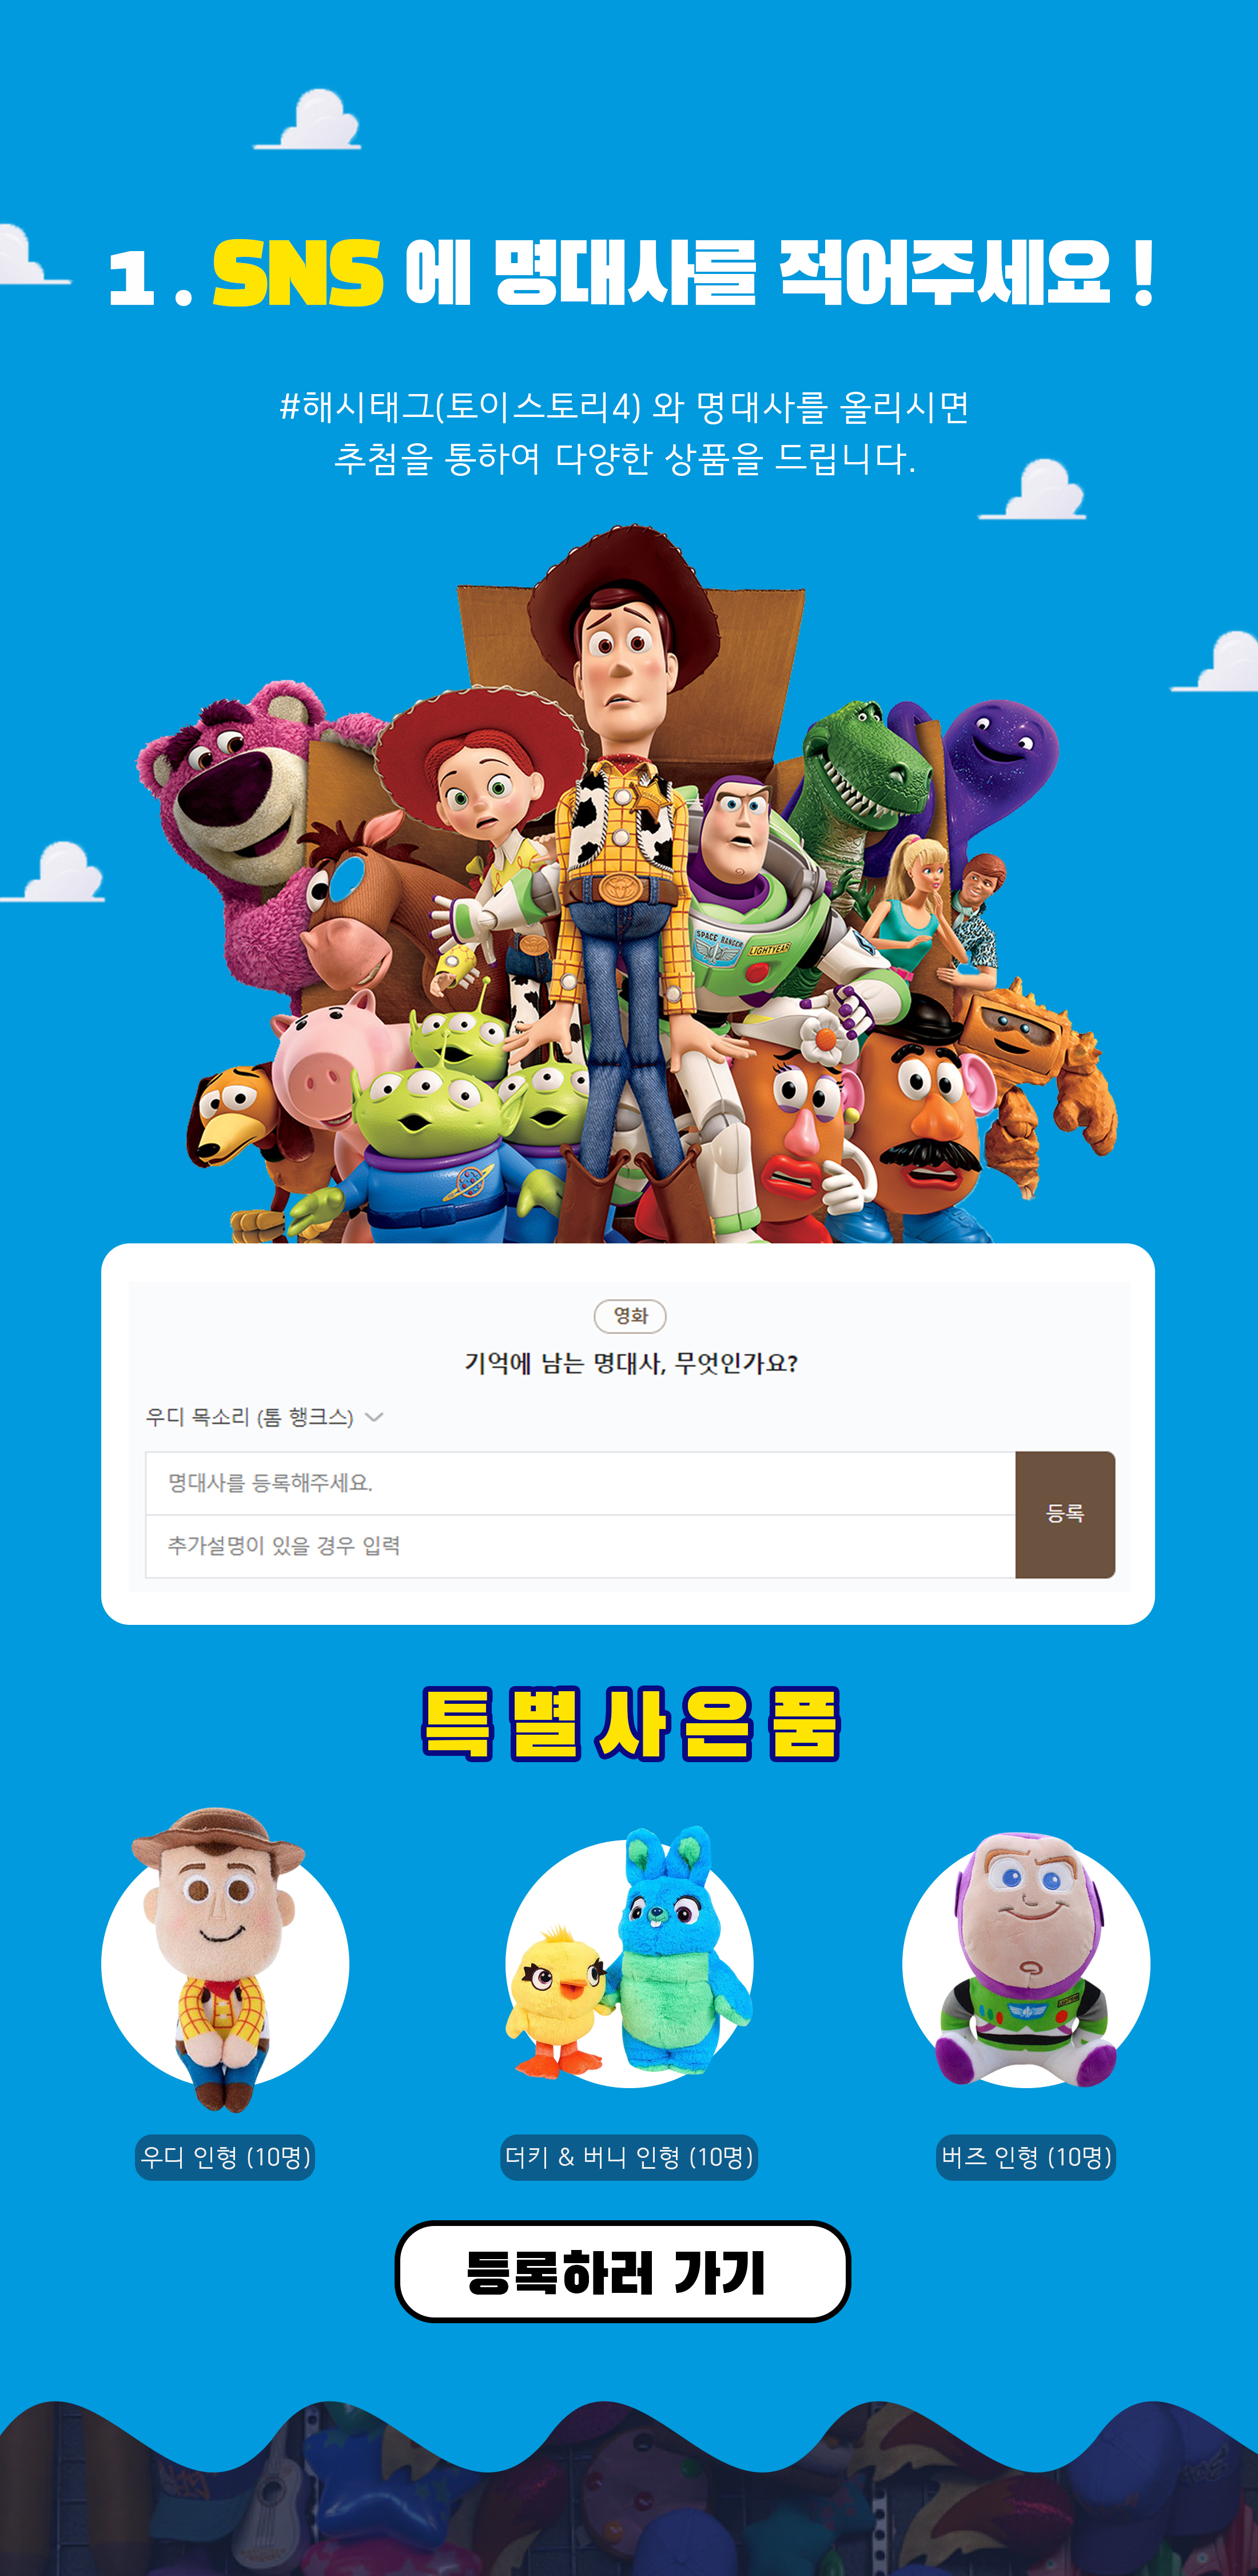 1. SNS 에 명대사를 적어주세요 !
#해시태그(토이스토리4) 와 명대사를 올리시면
추첨을 통하여 다양한 상품을 드립니다.
SPACE RANGER
LIGHTYEAR
영화
기억에 남는 명대사, 무엇인가요?
우디 목소리 (톰 행크스)
명대사를 등록해주세요.
등록
추가설명이 있을 경우 입력
특별사은품
우디 인형 (10명)
더키 & 버니 인형 (10명)
버즈 인형 (10명)
등록하러 가기